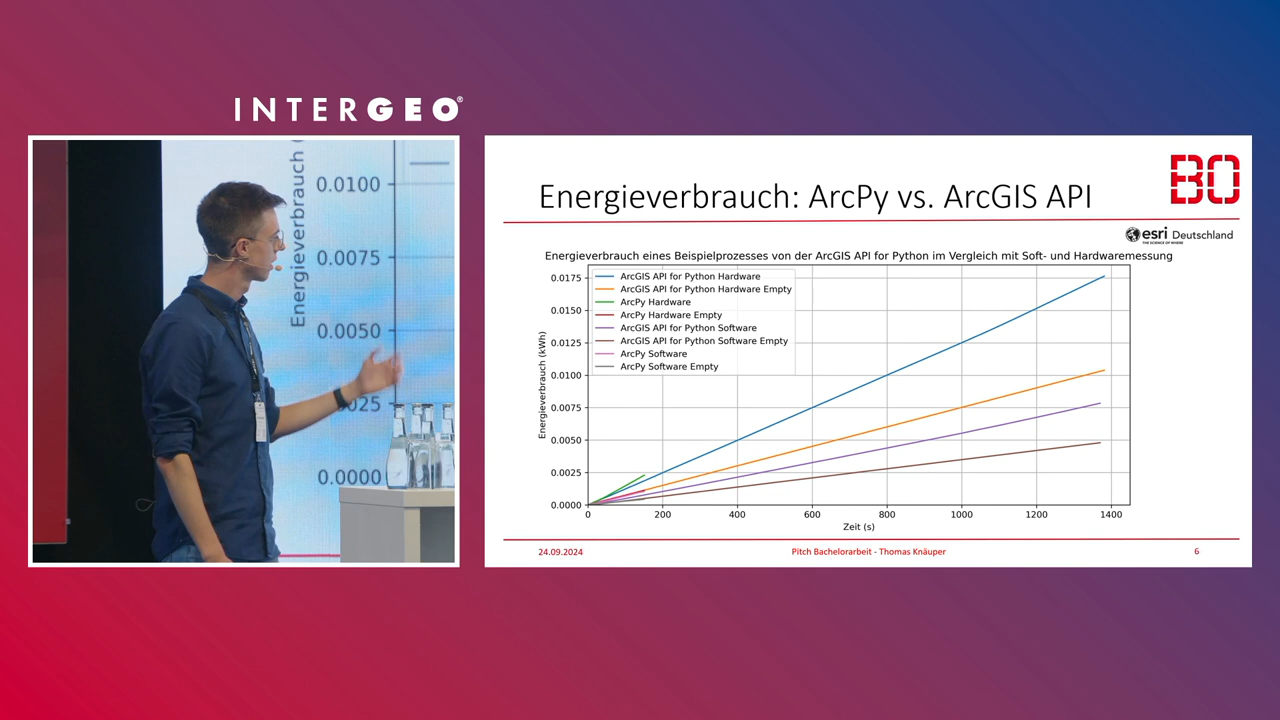 INTERGEO®
Energieverbrauch
0.0100
0.0075
0.0050
0.0000
BO
Energieverbrauch: ArcPy vs. ArcGIS API
esri Deutschland
THE SCIENCE OF WHERE
Energieverbrauch eines Beispielprozesses von der ArcGIS API for Python im Vergleich mit Soft- und Hardwaremessung
ArcGIS API for Python Hardware
ArcGIS API for Python Hardware Empty
ArcPy Hardware
ArcPy Hardware Empty
ArcGIS API for Python Software
ArcGIS API for Python Software Empty
ArcPy Software
ArcPy Software Empty
Energieverbrauch (kWh)
0.0175
0.0150
0.0125
0.0100
0.0075
0.0050
0.0025
0.0000
0 200 400 600 800 1000 1200 1400
Zeit (s)
24.09.2024 Pitch Bachelorarbeit - Thomas Knäuper 6